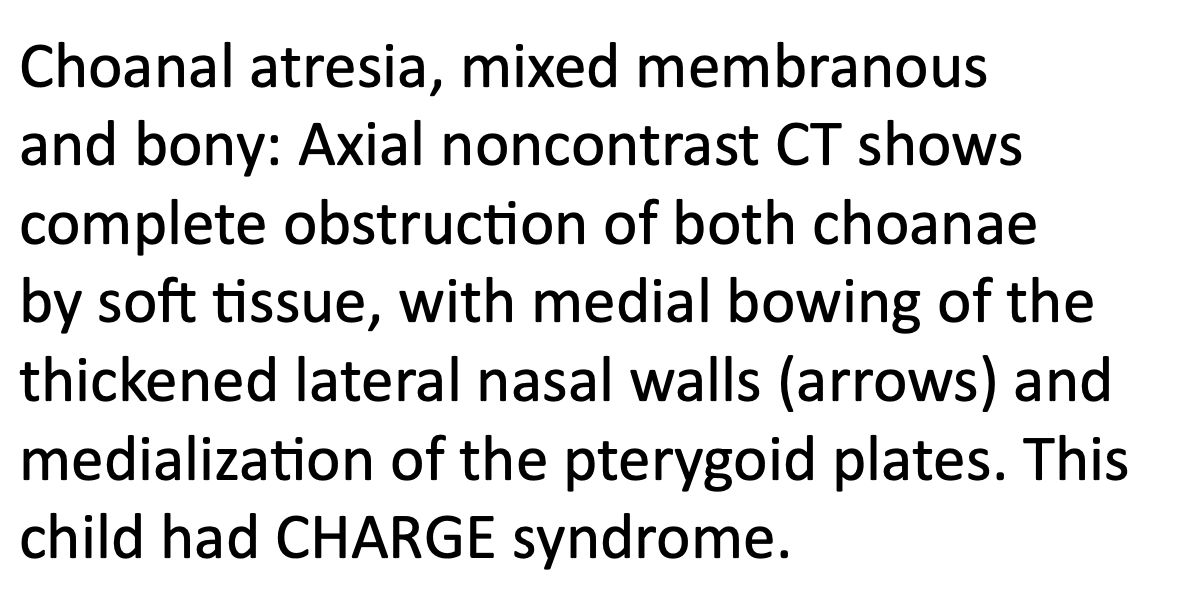 Choanal atresia, mixed membranous
and bony: Axial noncontrast CT shows
complete obstruction of both choanae
by soft tissue, with medial bowing of the
thickened lateral nasal walls (arrows) and
medialization of the pterygoid plates. This
child had CHARGE syndrome.